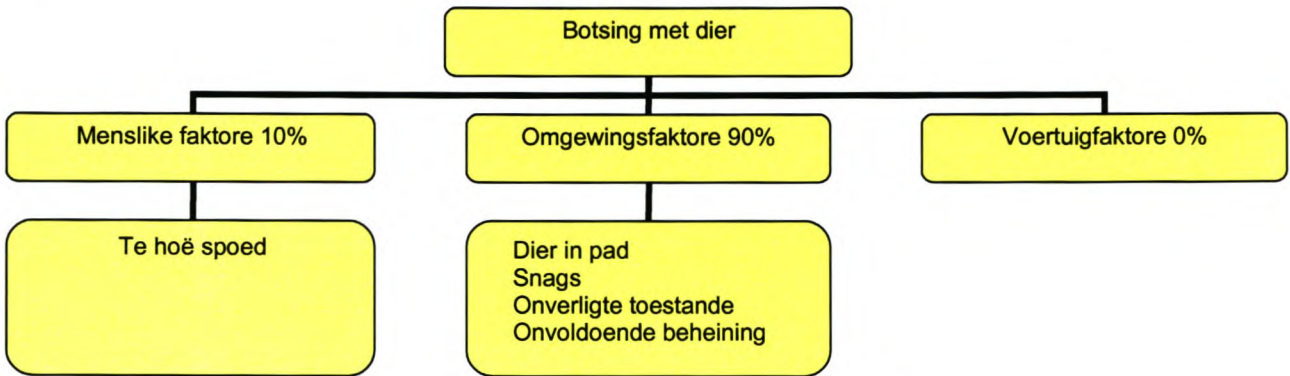 Botsing met dier
Menslike faktore 10%
Omgewingsfaktore 90%
Voertuigfaktore 0%
Te hoë spoed
Dier in pad
Snags
Onverligte toestande
Onvoldoende beheining